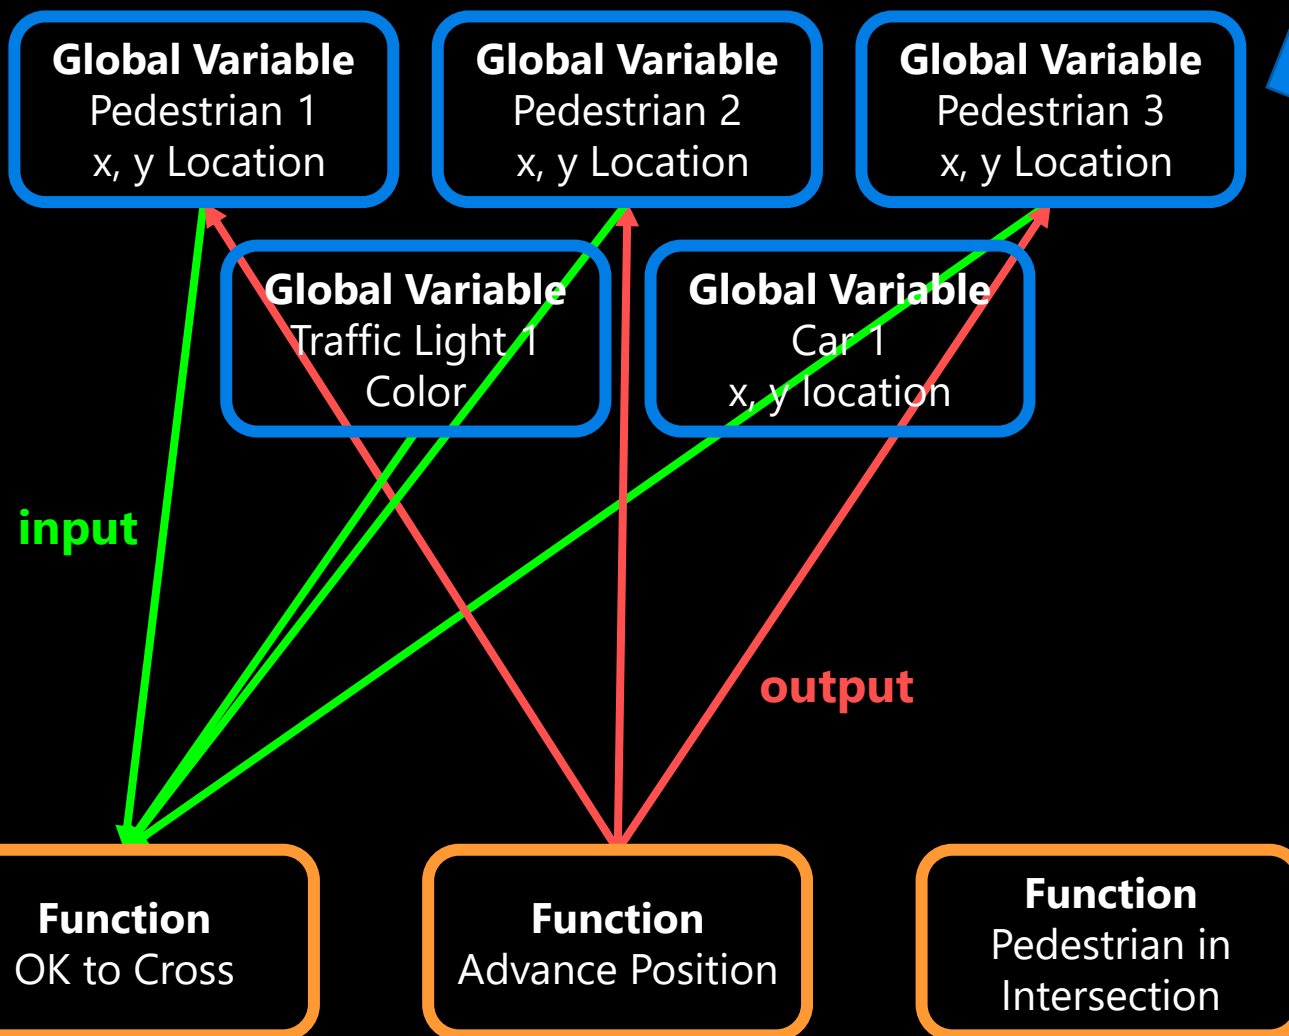 Global Variable
Pedestrian 1
x, y Location
Global Variable
Pedestrian 2
x, y Location
Global Variable
Pedestrian 3
x, y Location
Global Variable
Traffic Light 1
Color
Global Variable
Car 1
x, y location
input
output
Function
OK to Cross
Function
Advance Position
Function
Pedestrian in
Intersection